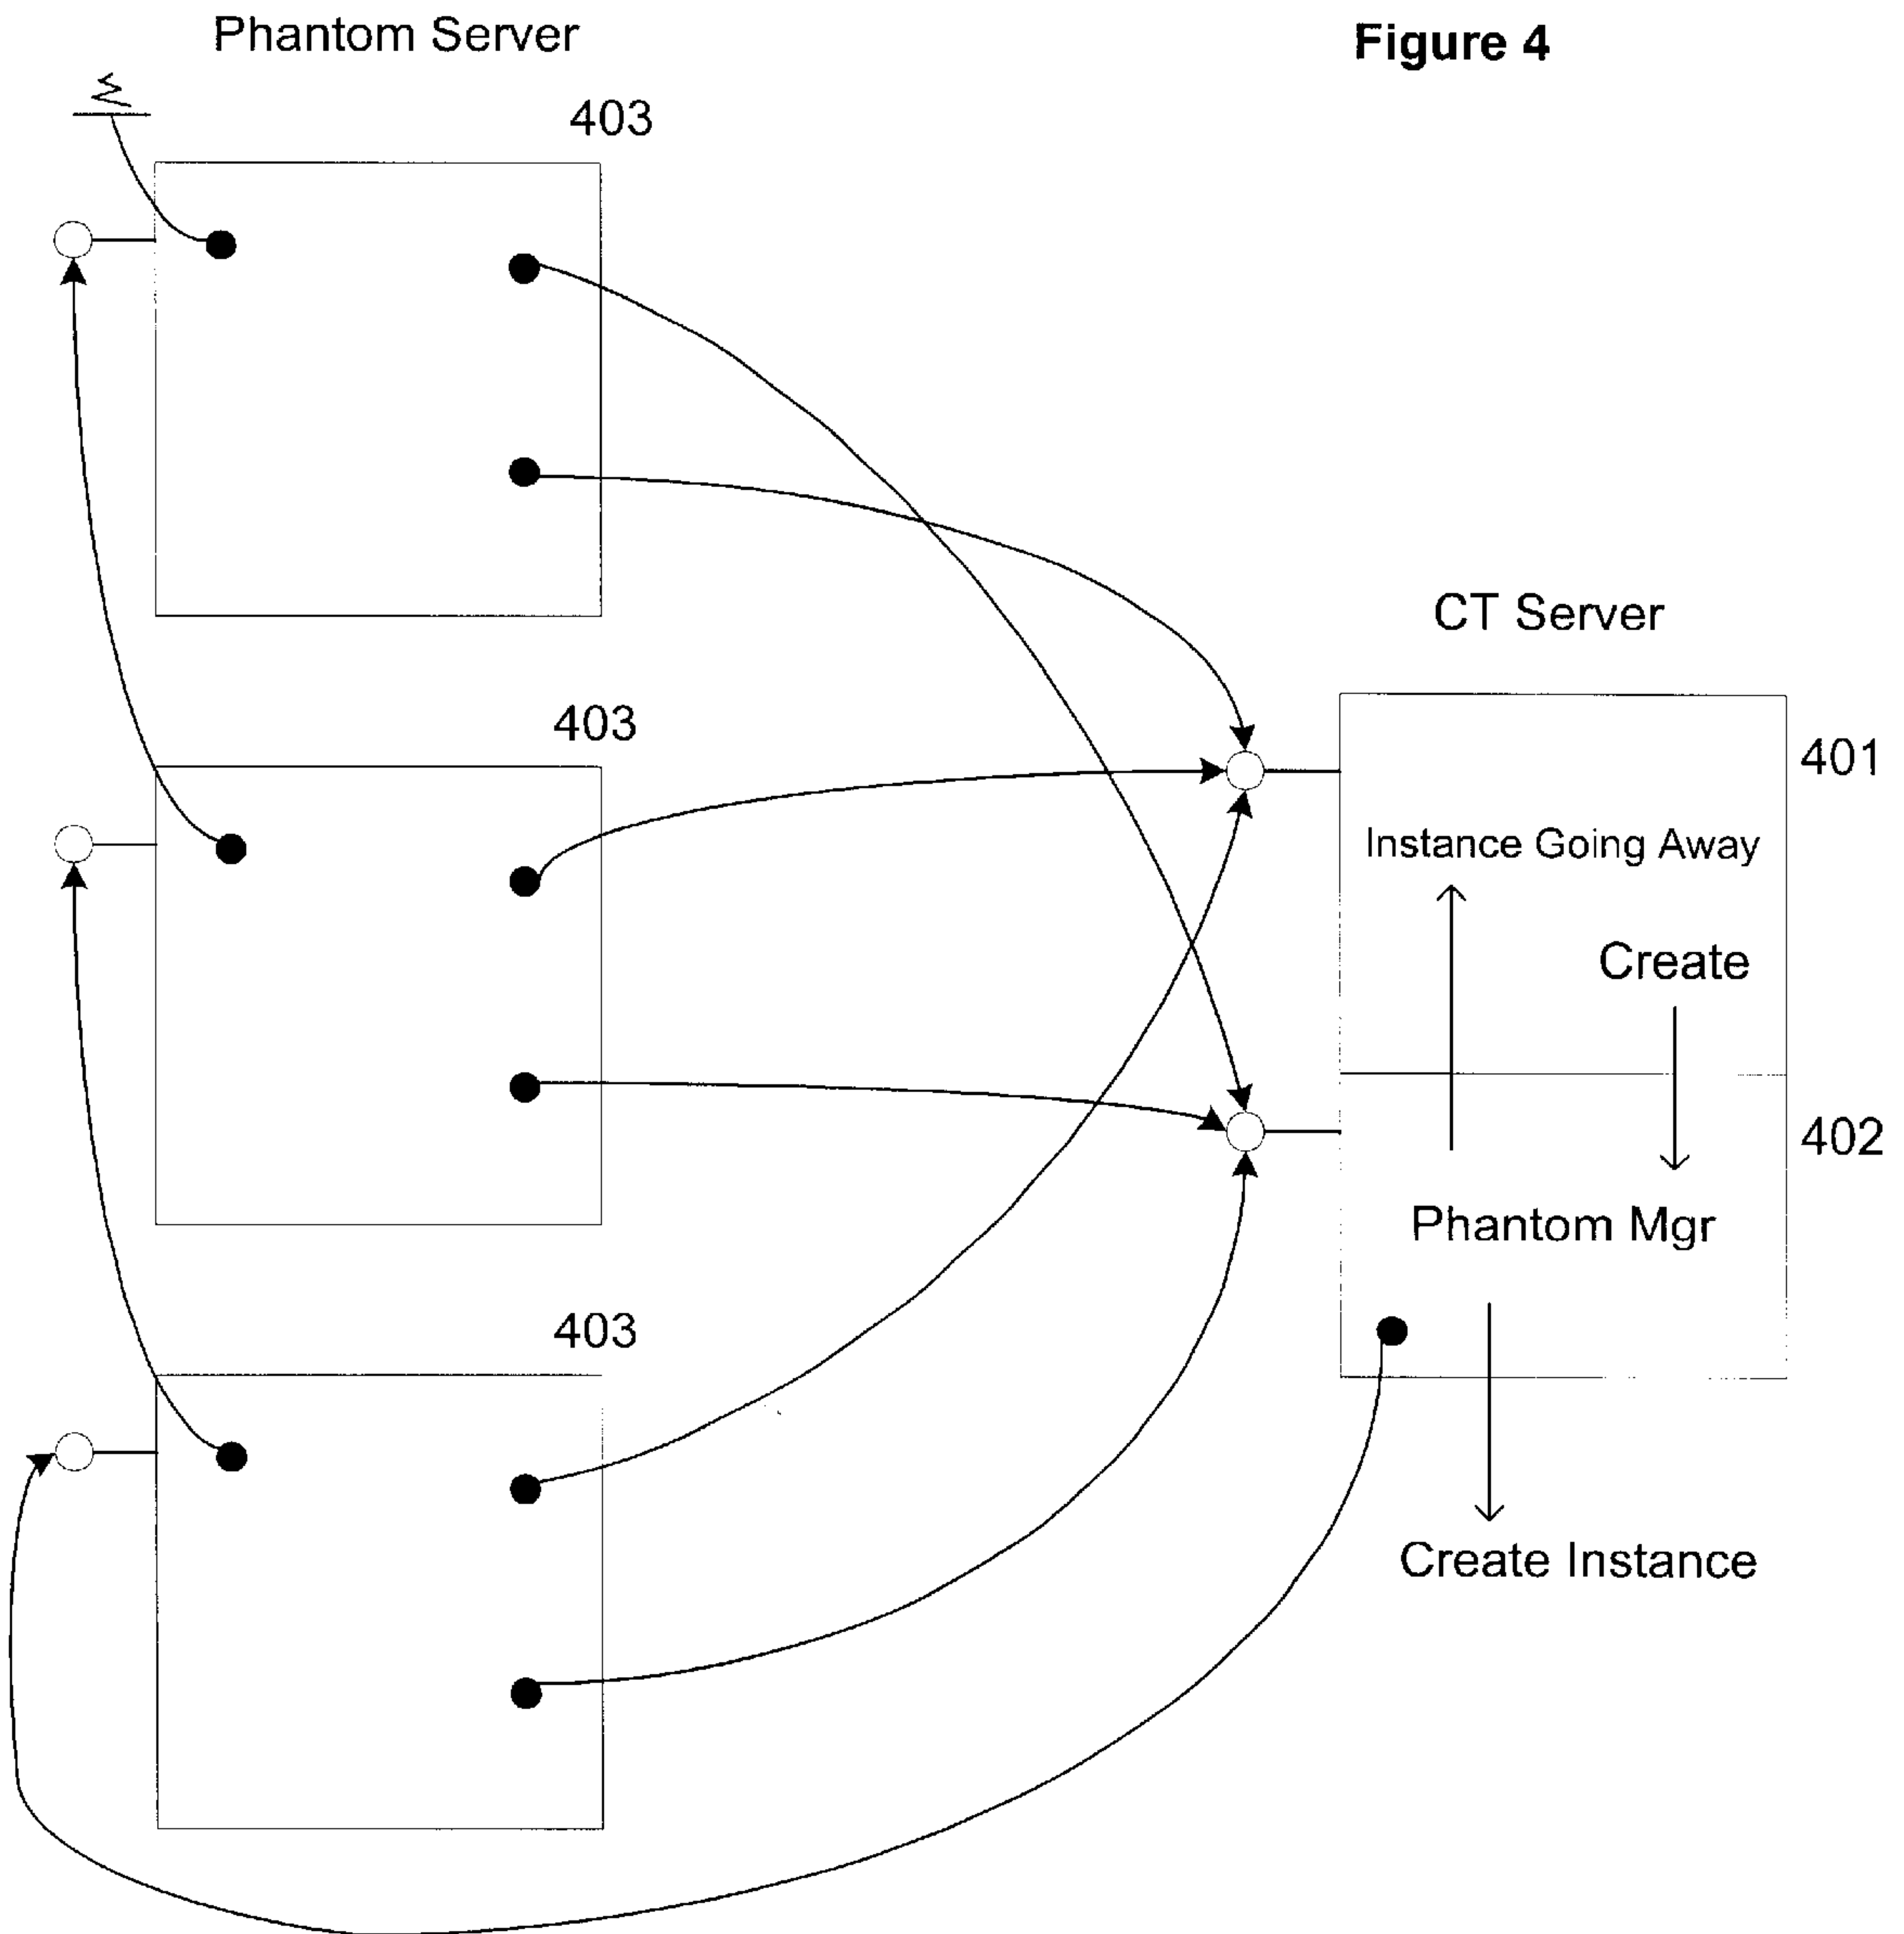 Phantom Server
Figure 4
403
CT Server
403
401
Instance Going Away
Create
402
Phantom Mgr
403
Create Instance